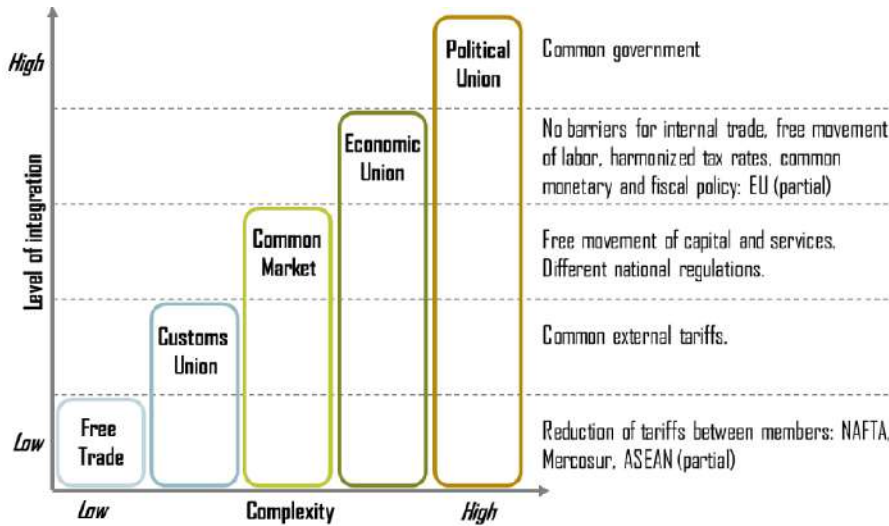 High
Level of integration
Low
Political
Union
Common government
Economic
Union
No barriers for internal trade, free movement
of labor, harmonized tax rates, common
monetary and fiscal policy: EU (partial)
Common
Market
Free movement of capital and services.
Different national regulations.
Customs
Union
Common external tariffs.
Free
Trade
Reduction of tariffs between members: NAFTA,
Mercosur, ASEAN (partial)
Low
Complexity
High